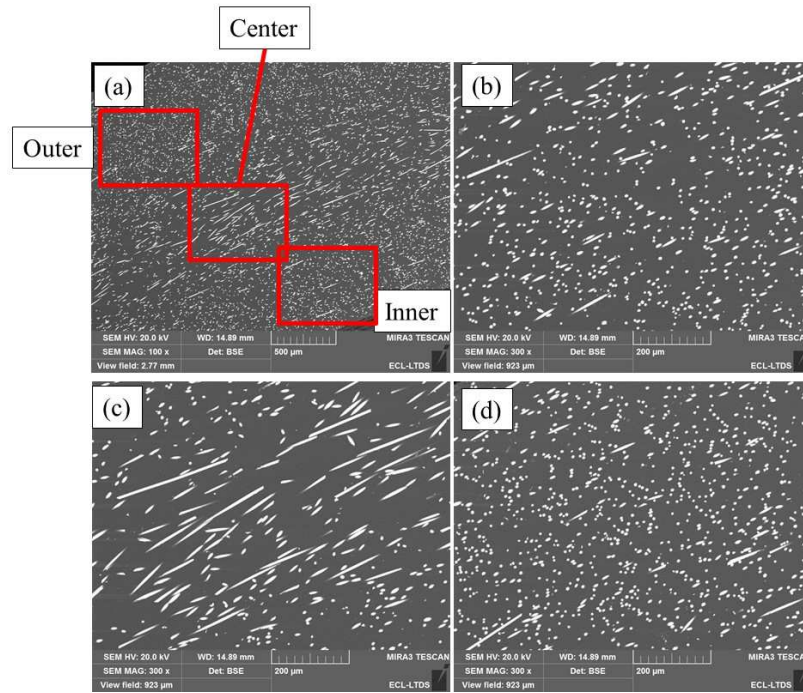 Center
(a)
(b)
Outer
Inner
SEM HV: 20.0 kV WD: 14.89 mm MIRA3 TESCAN
SEM MAG: 100 x Det: BSE 500 µm
View field: 2.77 mm ECL-LTDS
SEM HV: 20.0 kV WD: 14.89 mm MIRA3 TESCAN
SEM MAG: 300 x Det: BSE 200 µm
View field: 923 µm ECL-LTDS
(c)
(d)
SEM HV: 20.0 kV WD: 14.89 mm MIRA3 TESCAN
SEM MAG: 300 x Det: BSE 200 µm
View field: 923 µm ECL-LTDS
SEM HV: 20.0 kV WD: 14.89 mm MIRA3 TESCAN
SEM MAG: 300 x Det: BSE 200 µm
View field: 923 µm ECL-LTDS